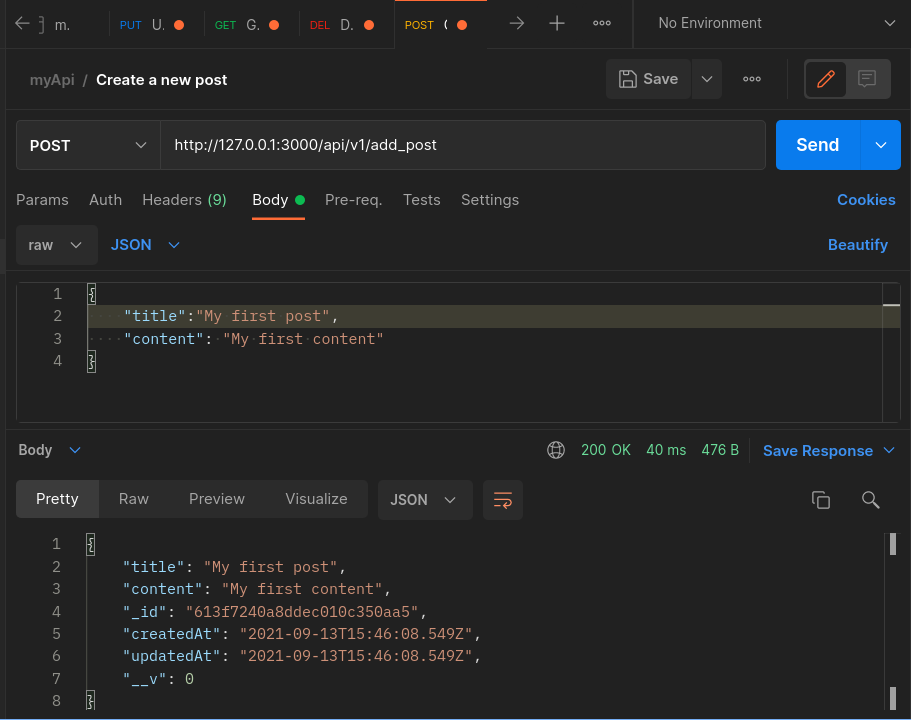 m. PUT U. GET G. DEL D. POST No Environment
myApi / Create a new post Save
POST http://127.0.0.1:3000/api/v1/add_post Send
Params Auth Headers (9) Body Pre-req. Tests Settings Cookies
raw JSON Beautify
1 {
2 "title":"My first post",
3 "content": "My first content"
4 }
Body 200 OK 40 ms 476 B Save Response
Pretty Raw Preview Visualize JSON
1 {
2 "title": "My first post",
3 "content": "My first content",
4 "_id": "613f7240a8ddec010c350aa5",
5 "createdAt": "2021-09-13T15:46:08.549Z",
6 "updatedAt": "2021-09-13T15:46:08.549Z",
7 "__v": 0
8 }